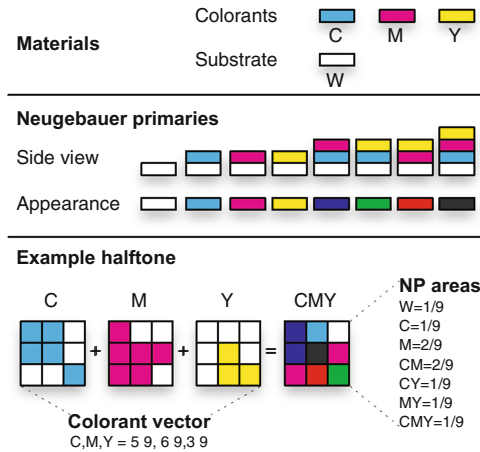 Colorants
Materials
C M Y
Substrate
W
Neugebauer primaries
Side view
Appearance
Example halftone
C M Y CMY
NP areas
W=1/9
C=1/9
M=2/9
CM=2/9
CY=1/9
MY=1/9
CMY=1/9
+ + =
Colorant vector
C,M,Y = 5 9, 6 9,3 9